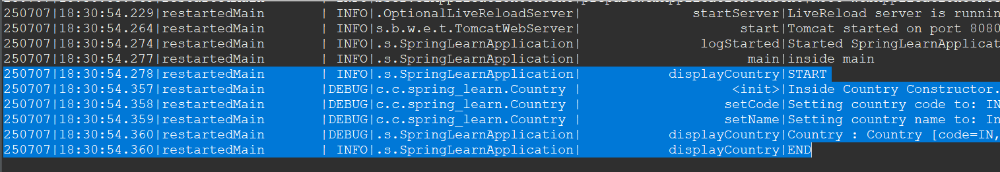 250707|18:30:54.229|restartedMain       | INFO|.OptionalLiveReloadServer|               startServer|LiveReload server is runnin
250707|18:30:54.264|restartedMain       | INFO|s.b.w.e.t.TomcatWebServer|                     start|Tomcat started on port 8080
250707|18:30:54.274|restartedMain       | INFO|.s.SpringLearnApplication|                logStarted|Started SpringLearnApplicat
250707|18:30:54.277|restartedMain       | INFO|.s.SpringLearnApplication|                      main|inside main
250707|18:30:54.278|restartedMain       | INFO|.s.SpringLearnApplication|            displayCountry|START
250707|18:30:54.357|restartedMain       |DEBUG|c.c.spring_learn.Country |                    <init>|Inside Country Constructor.
250707|18:30:54.358|restartedMain       |DEBUG|c.c.spring_learn.Country |                   setCode|Setting country code to: IN
250707|18:30:54.359|restartedMain       |DEBUG|c.c.spring_learn.Country |                   setName|Setting country name to: In
250707|18:30:54.360|restartedMain       |DEBUG|.s.SpringLearnApplication|            displayCountry|Country : Country [code=IN,
250707|18:30:54.360|restartedMain       | INFO|.s.SpringLearnApplication|            displayCountry|END